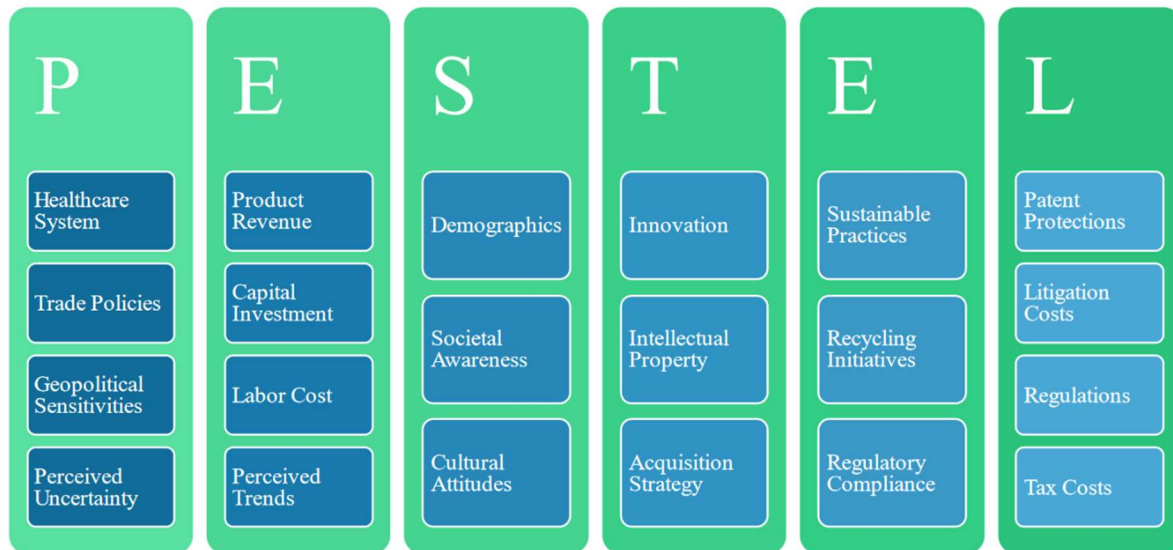 P
Healthcare
System
Trade Policies
Geopolitical
Sensitivities
Perceived
Uncertainty
E
Product
Revenue
Capital
Investment
Labor Cost
Perceived
Trends
S
Demographics
Societal
Awareness
Cultural
Attitudes
T
Innovation
Intellectual
Property
Acquisition
Strategy
E
Sustainable
Practices
Recycling
Initiatives
Regulatory
Compliance
L
Patent
Protections
Litigation
Costs
Regulations
Tax Costs